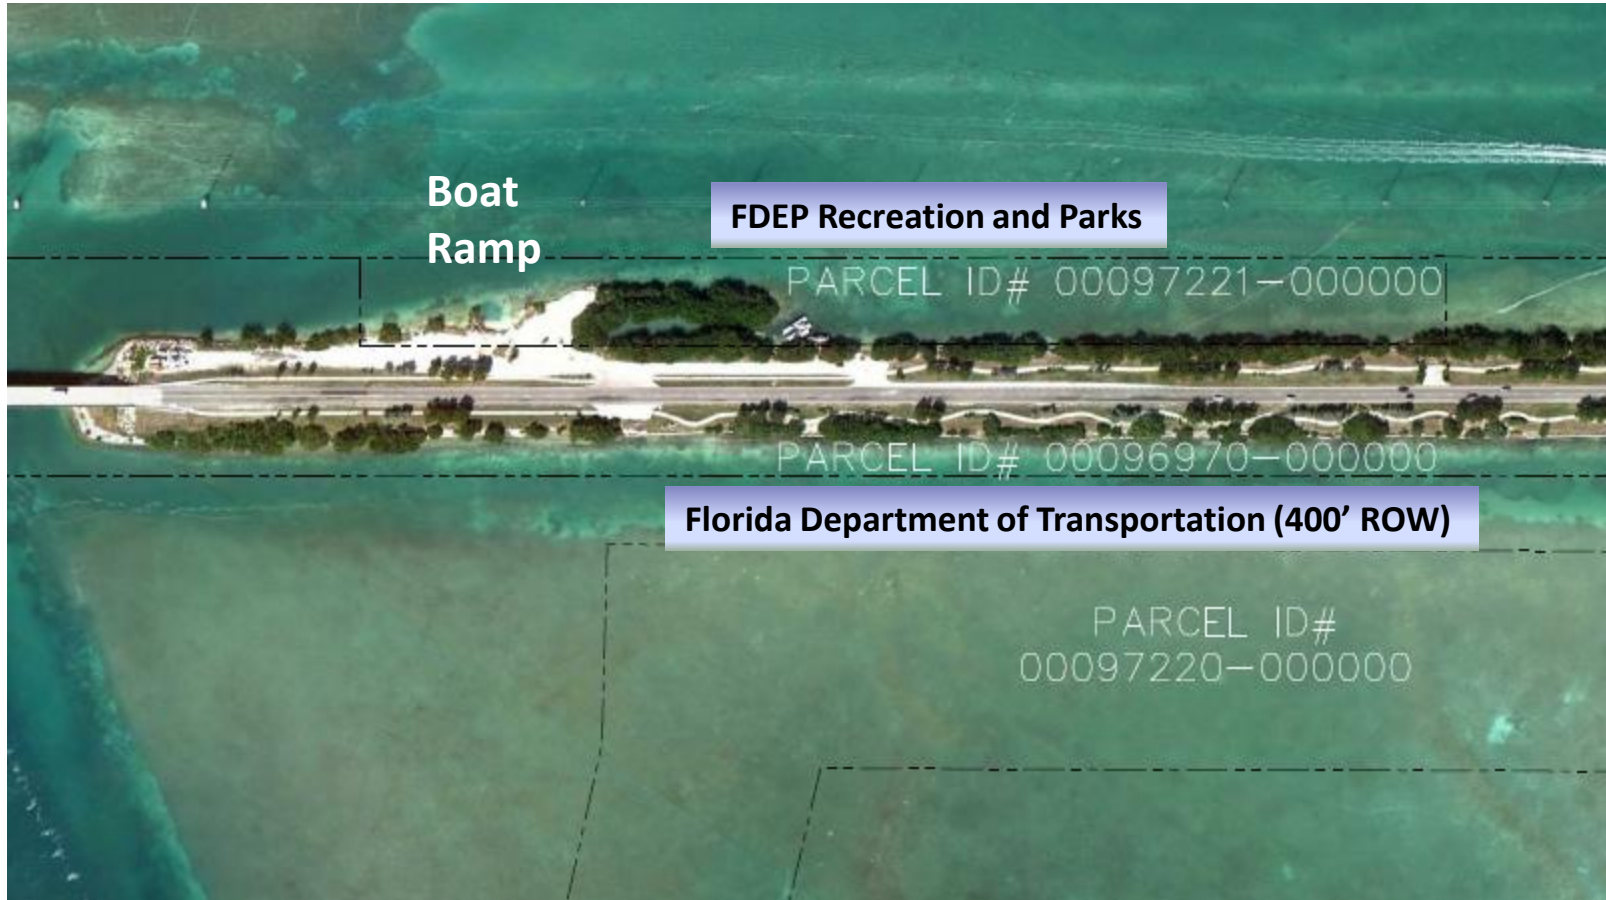 Boat
Ramp
FDEP Recreation and Parks
PARCEL ID# 00097221-000000
PARCEL ID# 00096970-000000
Florida Department of Transportation (400’ ROW)
PARCEL ID#
00097220-000000